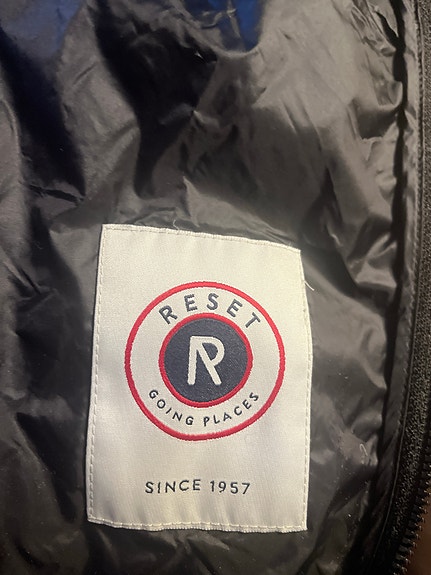 RESET
R
GOING PLACES
SINCE 1957